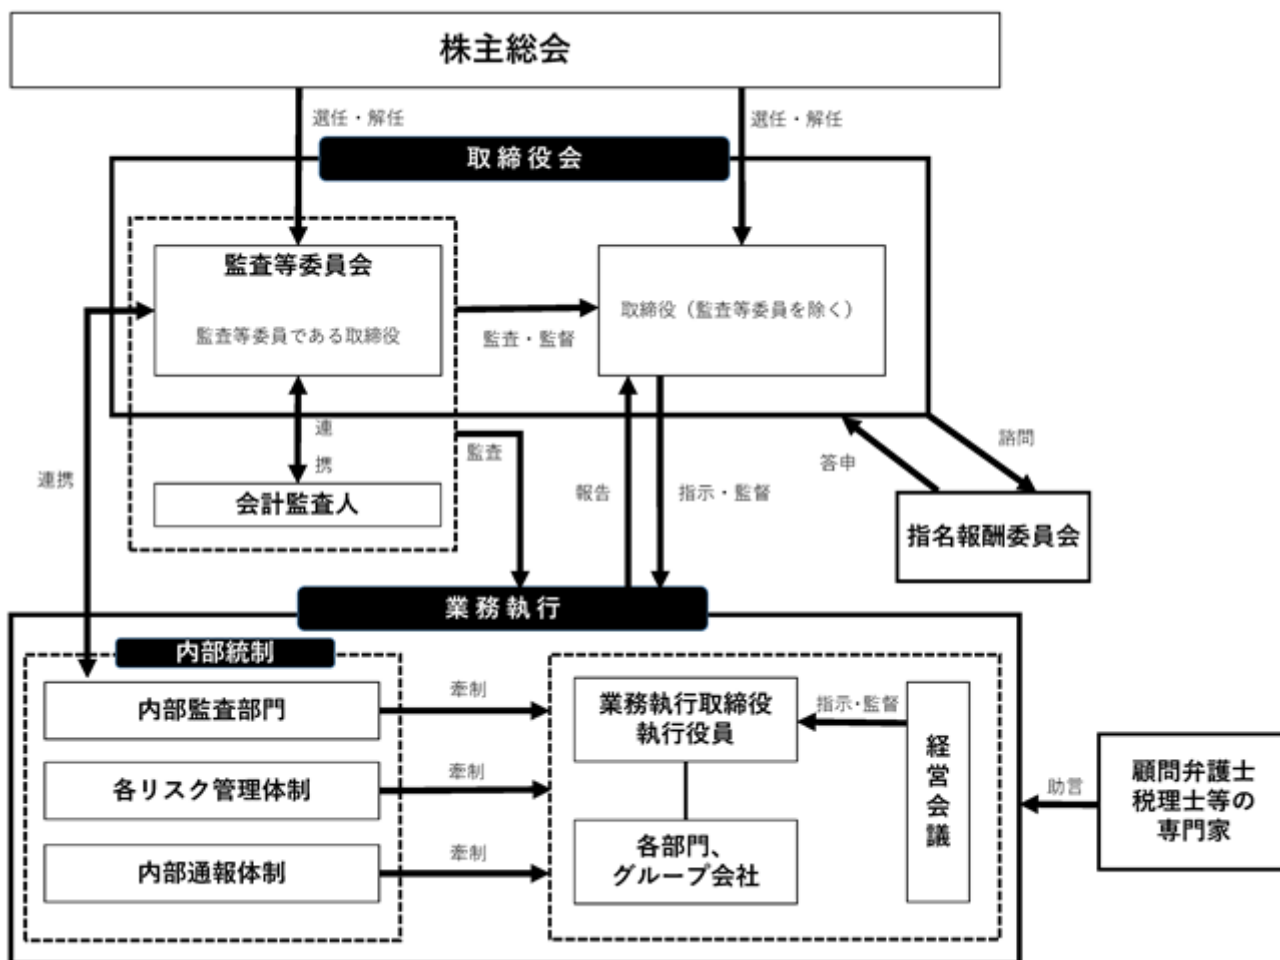 株主総会
選任・解任
選任・解任
取締役会
監査等委員会
監査等委員である取締役
監査・監督
取締役（監査等委員を除く）
連
携
会計監査人
連携
監査
報告
指示・監督
答申
諮問
指名報酬委員会
業務執行
内部統制
内部監査部門
各リスク管理体制
内部通報体制
牽制
牽制
牽制
業務執行取締役
執行役員
指示・監督
各部門、
グループ会社
経営会議
助言
顧問弁護士
税理士等の
専門家